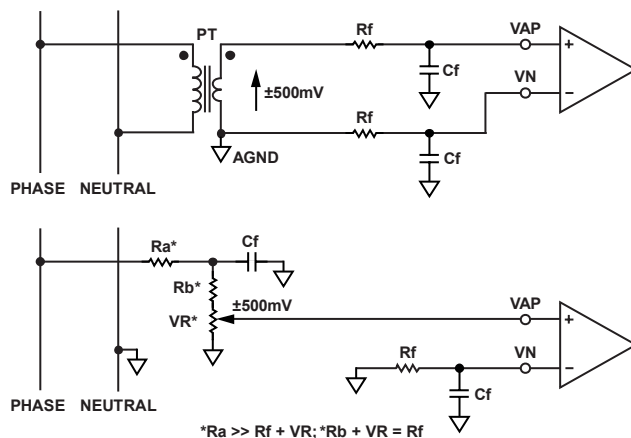 PT
Rf
VAP
Cf
±500mV
VN
Rf
AGND
Cf
PHASE NEUTRAL
Ra*
Cf
Rb*
±500mV
VR*
VAP
Rf
VN
Cf
PHASE NEUTRAL
*Ra >> Rf + VR; *Rb + VR = Rf